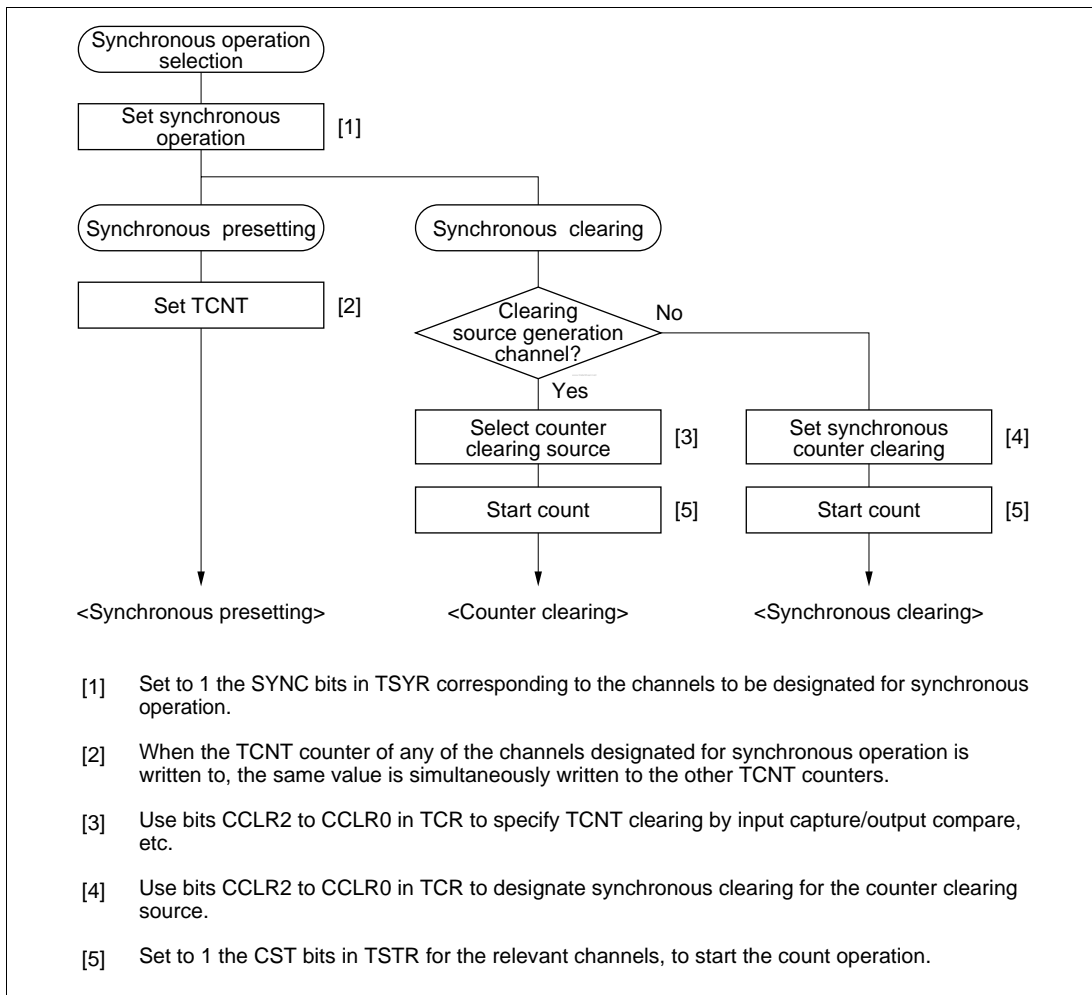 Synchronous operation
selection
Set synchronous
operation
[1]
Synchronous presetting
Synchronous clearing
Set TCNT
[2]
Clearing
source generation
channel?
No
Yes
Select counter
clearing source
[3]
Set synchronous
counter clearing
[4]
Start count
[5]
Start count
[5]
<Synchronous presetting>
<Counter clearing>
<Synchronous clearing>
[1] Set to 1 the SYNC bits in TSYR corresponding to the channels to be designated for synchronous
operation.
[2] When the TCNT counter of any of the channels designated for synchronous operation is
written to, the same value is simultaneously written to the other TCNT counters.
[3] Use bits CCLR2 to CCLR0 in TCR to specify TCNT clearing by input capture/output compare,
etc.
[4] Use bits CCLR2 to CCLR0 in TCR to designate synchronous clearing for the counter clearing
source.
[5] Set to 1 the CST bits in TSTR for the relevant channels, to start the count operation.